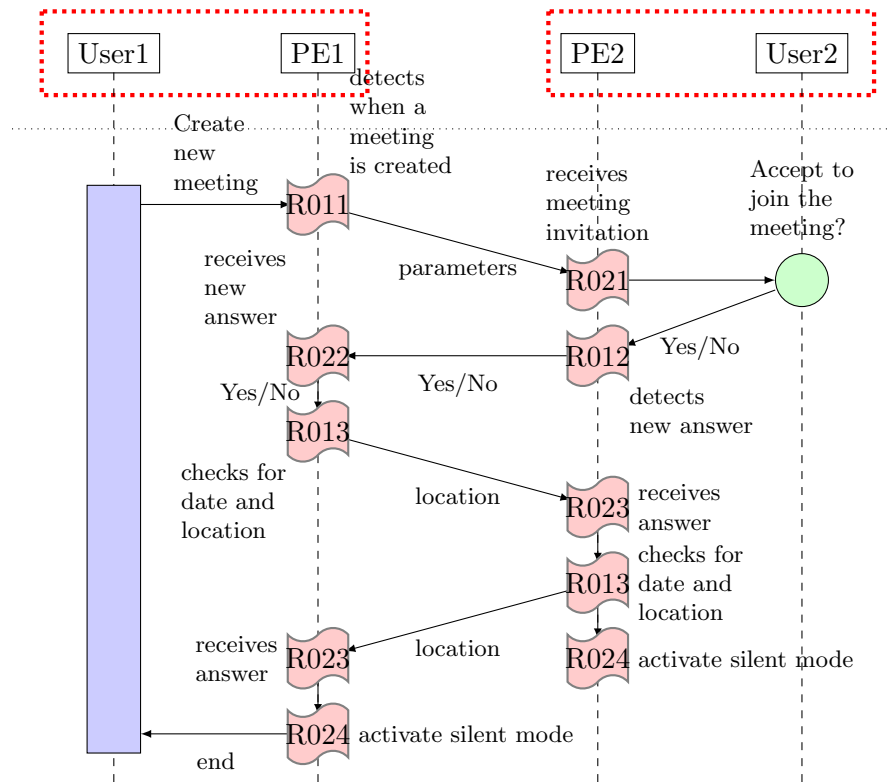 User1
PE1
PE2
User2
detects
when a
meeting
is created
Create
new
meeting
receives
meeting
invitation
Accept to
join the
meeting?
R011
parameters
R021
receives
new
answer
R022
Yes/No
R012
Yes/No
Yes/No
detects
new answer
R013
checks for
date and
location
location
R023
receives
answer
R013
checks for
date and
location
receives
answer
R023
location
R024
activate silent mode
R024
activate silent mode
end